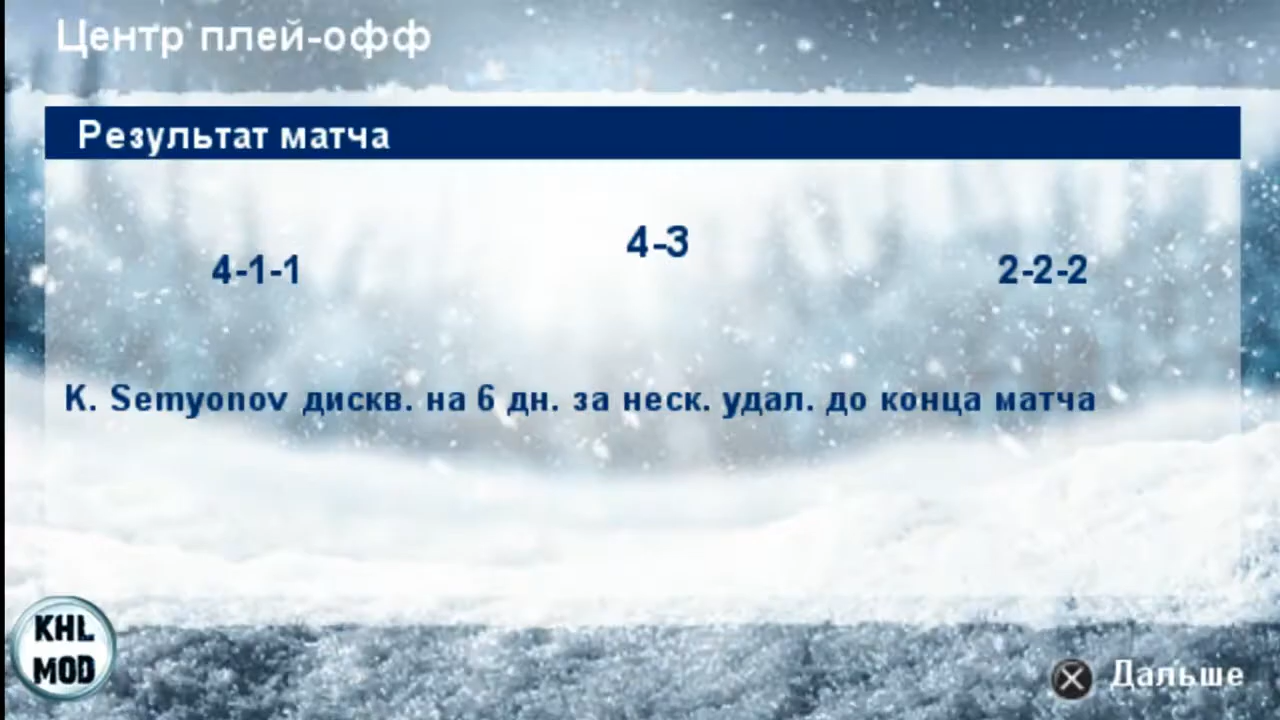 Центр плей-офф
Результат матча
4-3
4-1-1
2-2-2
K. Semyonov дискв. на 6 дн. за неск. удал. до конца матча
KHL
MOD
Дальше